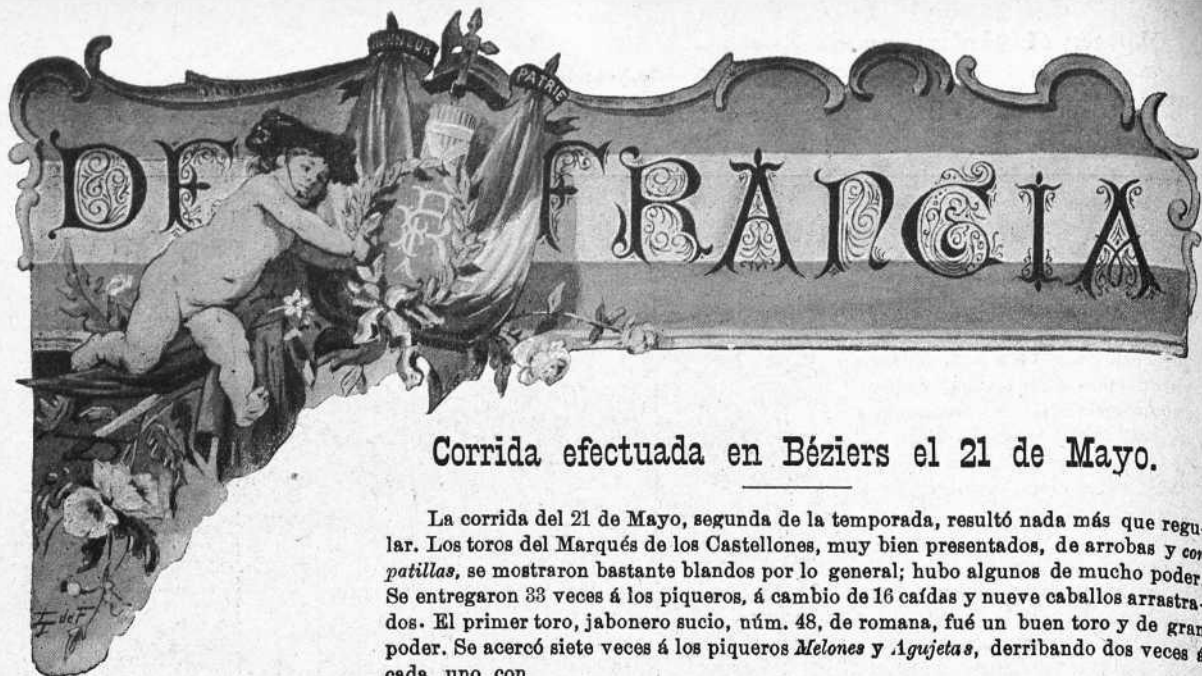 HONNEUR
PATRIE
DE FRANCIA
RF
Corrida efectuada en Béziers el 21 de Mayo.
La corrida del 21 de Mayo, segunda de la temporada, resultó nada más que regu-
lar. Los toros del Marqués de los Castellones, muy bien presentados, de arrobas y con
patillas, se mostraron bastante blandos por lo general; hubo algunos de mucho poder.
Se entregaron 33 veces á los piqueros, á cambio de 16 caídas y nueve caballos arrastra-
dos. El primer toro, jabonero sucio, núm. 48, de romana, fué un buen toro y de gran
poder. Se acercó siete veces á los piqueros Melones y Agujetas, derribando dos veces á
cada uno con